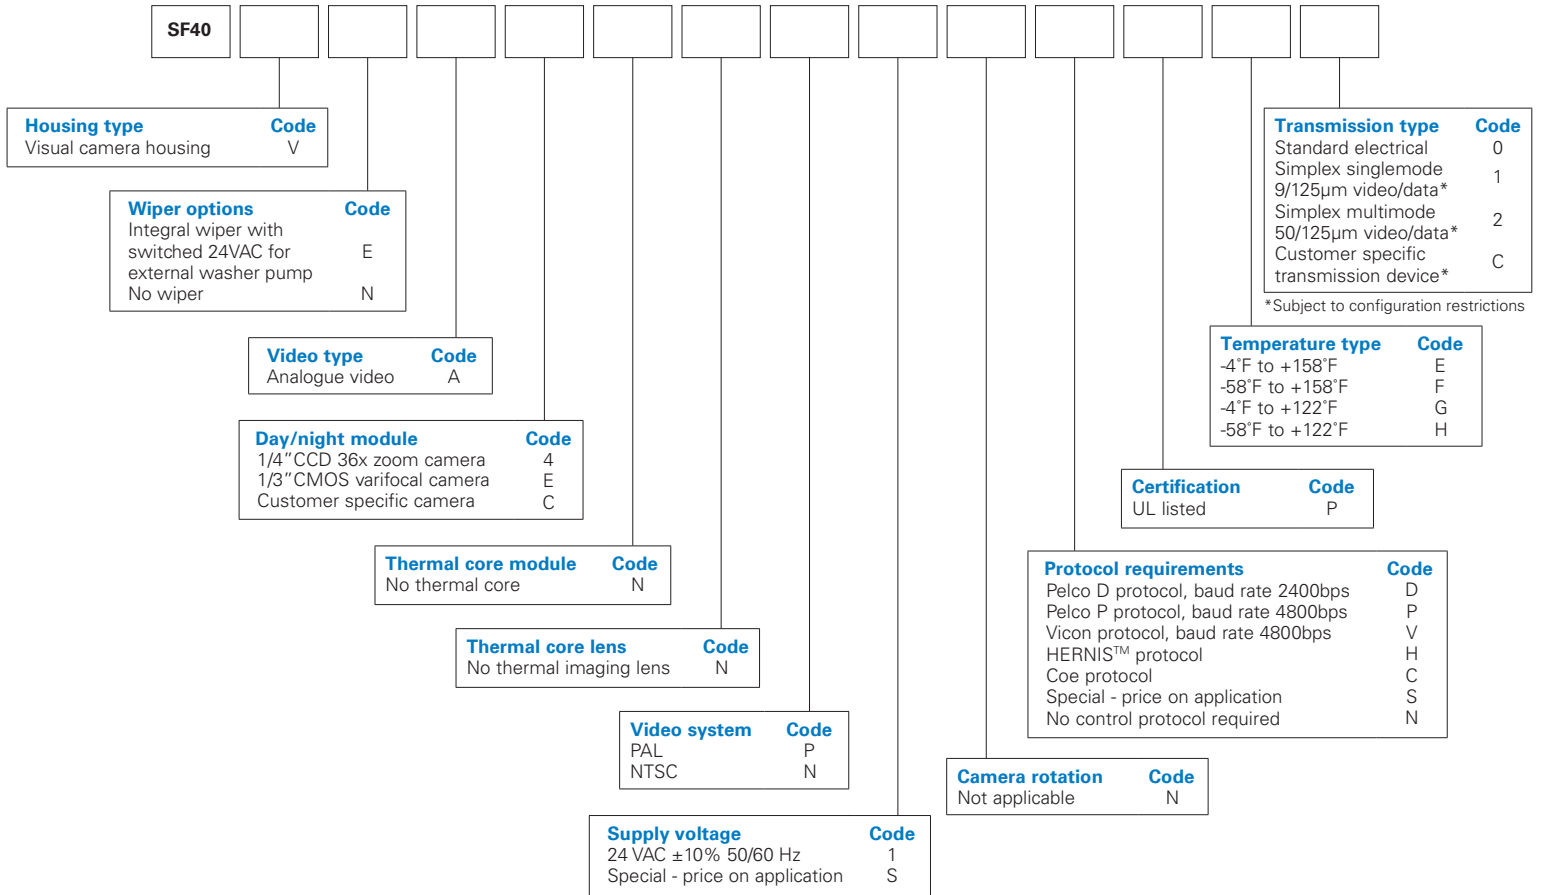 SF40
Housing type Code
Visual camera housing V
Wiper options Code
Integral wiper with
switched 24VAC for E
external washer pump
No wiper N
Video type Code
Analogue video A
Day/night module Code
1/4”CCD 36x zoom camera 4
1/3”CMOS varifocal camera E
Customer specific camera C
Thermal core module Code
No thermal core N
Thermal core lens Code
No thermal imaging lens N
Video system Code
PAL P
NTSC N
Supply voltage Code
24 VAC ±10% 50/60 Hz 1
Special - price on application S
Camera rotation Code
Not applicable N
Protocol requirements Code
Pelco D protocol, baud rate 2400bps D
Pelco P protocol, baud rate 4800bps P
Vicon protocol, baud rate 4800bps V
HERNIS™ protocol H
Coe protocol C
Special - price on application S
No control protocol required N
Certification Code
UL listed P
Temperature type Code
-4˚F to +158˚F E
-58˚F to +158˚F F
-4˚F to +122˚F G
-58˚F to +122˚F H
Transmission type Code
Standard electrical 0
Simplex singlemode
9/125µm video/data* 1
Simplex multimode
50/125µm video/data* 2
Customer specific
transmission device* C
*Subject to configuration restrictions